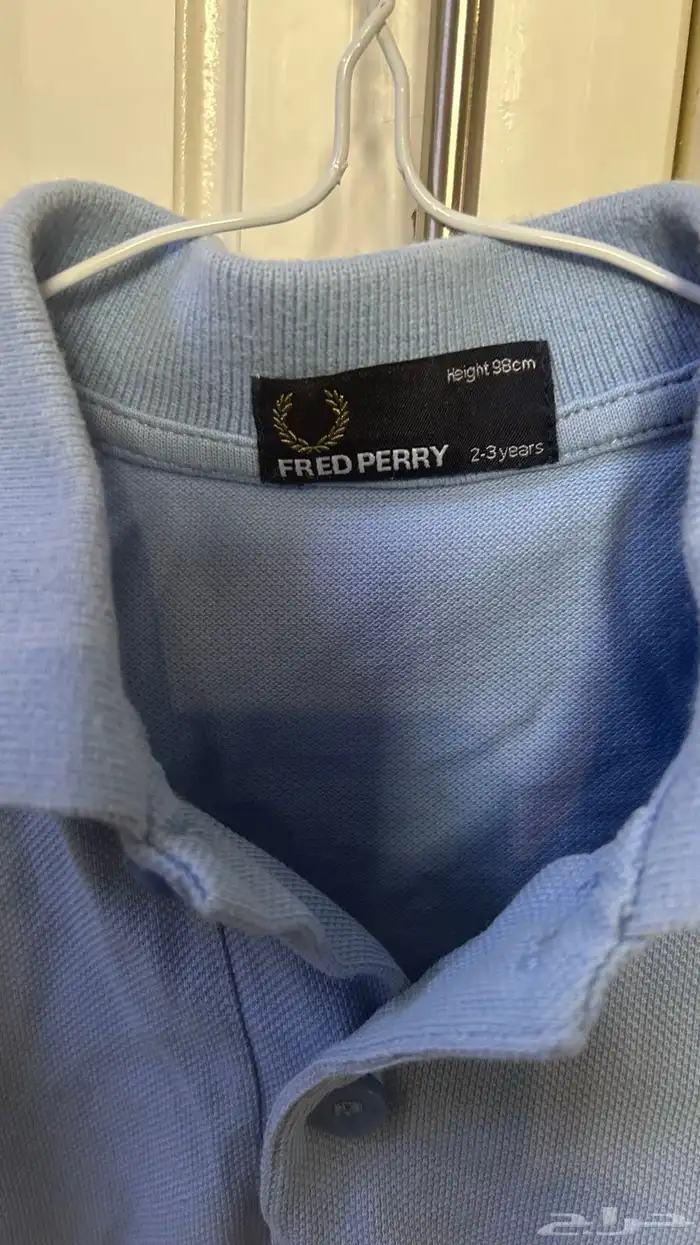 Height 98cm
FRED PERRY 2-3 years
حراج